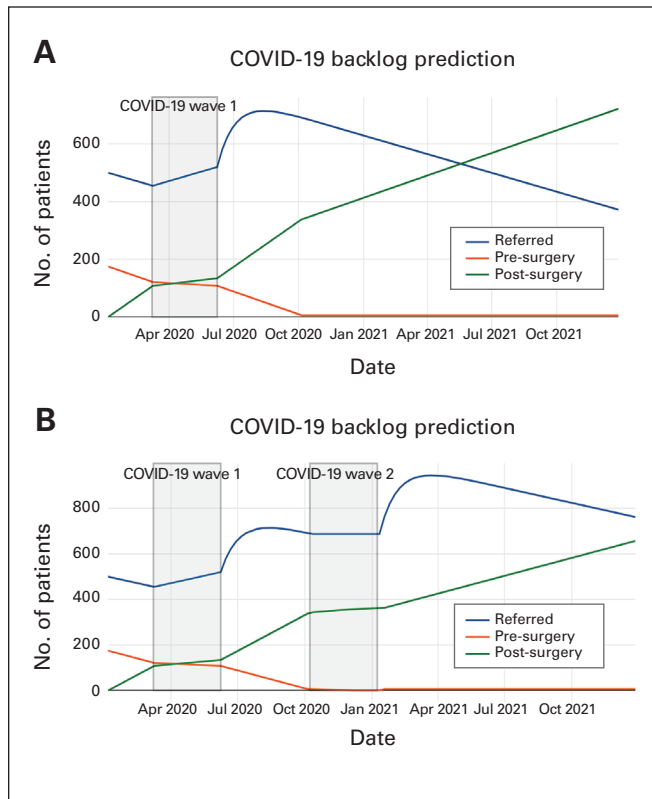 A
COVID-19 backlog prediction
COVID-19 wave 1
No. of patients
600
400
200
0
Referred
Pre-surgery
Post-surgery
Apr 2020 Jul 2020 Oct 2020 Jan 2021 Apr 2021 Jul 2021 Oct 2021
Date
B
COVID-19 backlog prediction
COVID-19 wave 1 COVID-19 wave 2
No. of patients
800
600
400
200
0
Referred
Pre-surgery
Post-surgery
Apr 2020 Jul 2020 Oct 2020 Jan 2021 Apr 2021 Jul 2021 Oct 2021
Date